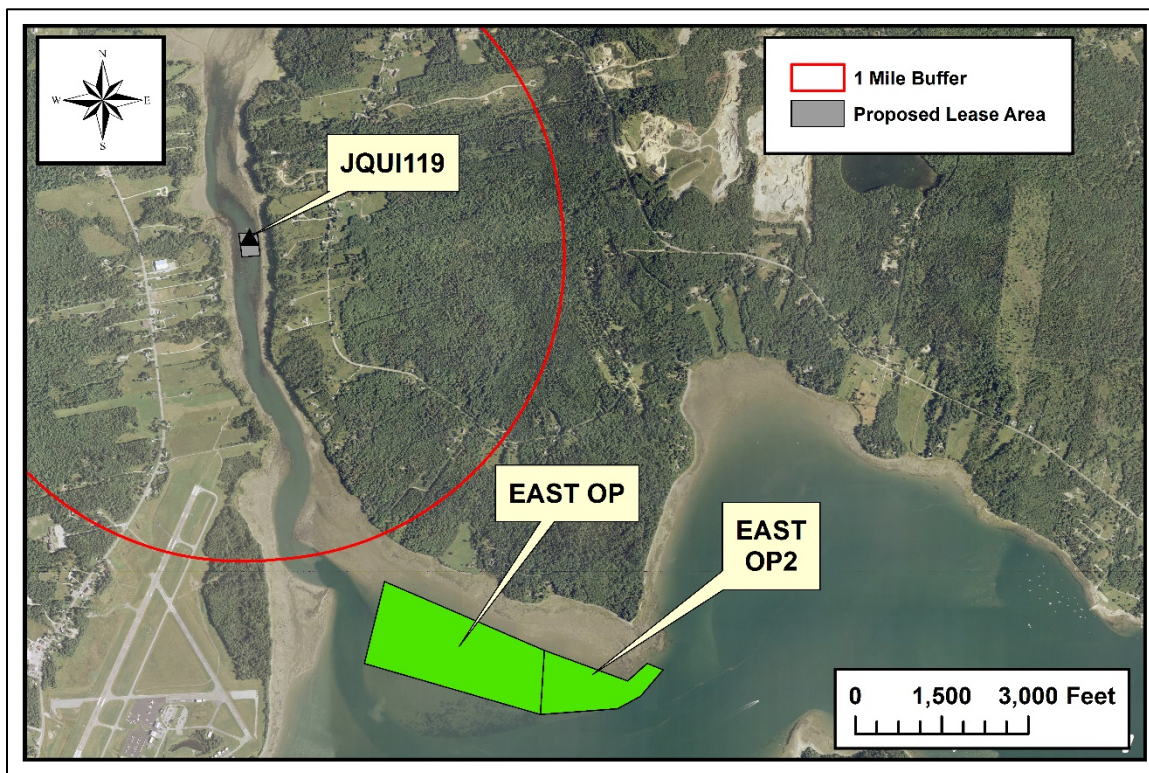 N
W E
S
JQUI119
1 Mile Buffer
Proposed Lease Area
EAST OP
EAST
OP2
0 1,500 3,000 Feet